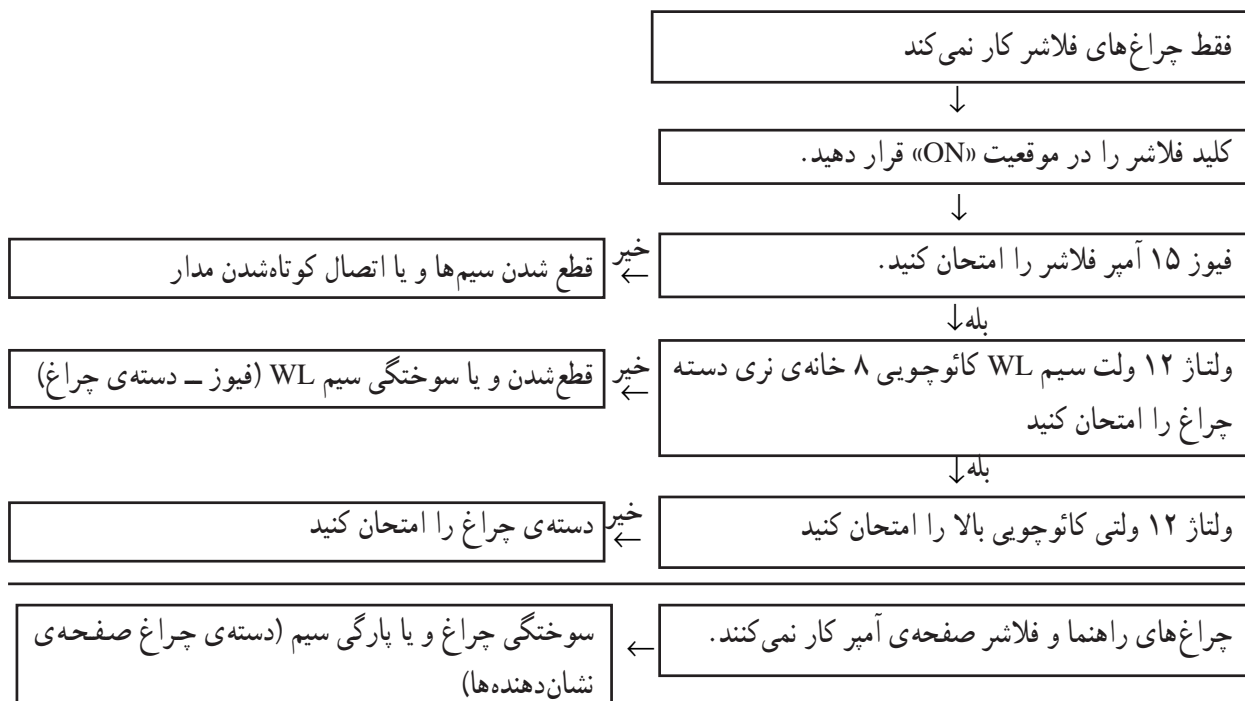 فقط چراغ‌های فلاشر کار نمی‌کند
↓
کلید فلاشر را در موقعیت «ON» قرار دهید.
↓
فیوز ۱۵ آمپر فلاشر را امتحان کنید.
خیر
←
قطع شدن سیم‌ها و یا اتصال کوتاه‌شدن مدار
بله↓
ولتاژ ۱۲ ولت سیم WL کائوچویی ۸ خانه‌ی نری دسته
چراغ را امتحان کنید
خیر
←
قطع‌شدن و یا سوختگی سیم WL (فیوز ــ دسته‌ی چراغ)
بله↓
ولتاژ ۱۲ ولتی کائوچویی بالا را امتحان کنید
خیر
←
دسته‌ی چراغ را امتحان کنید
چراغ‌های راهنما و فلاشر صفحه‌ی آمپر کار نمی‌کنند.
←
سوختگی چراغ و یا پارگی سیم (دسته‌ی چراغ صفحه‌ی
نشان‌دهنده‌ها)